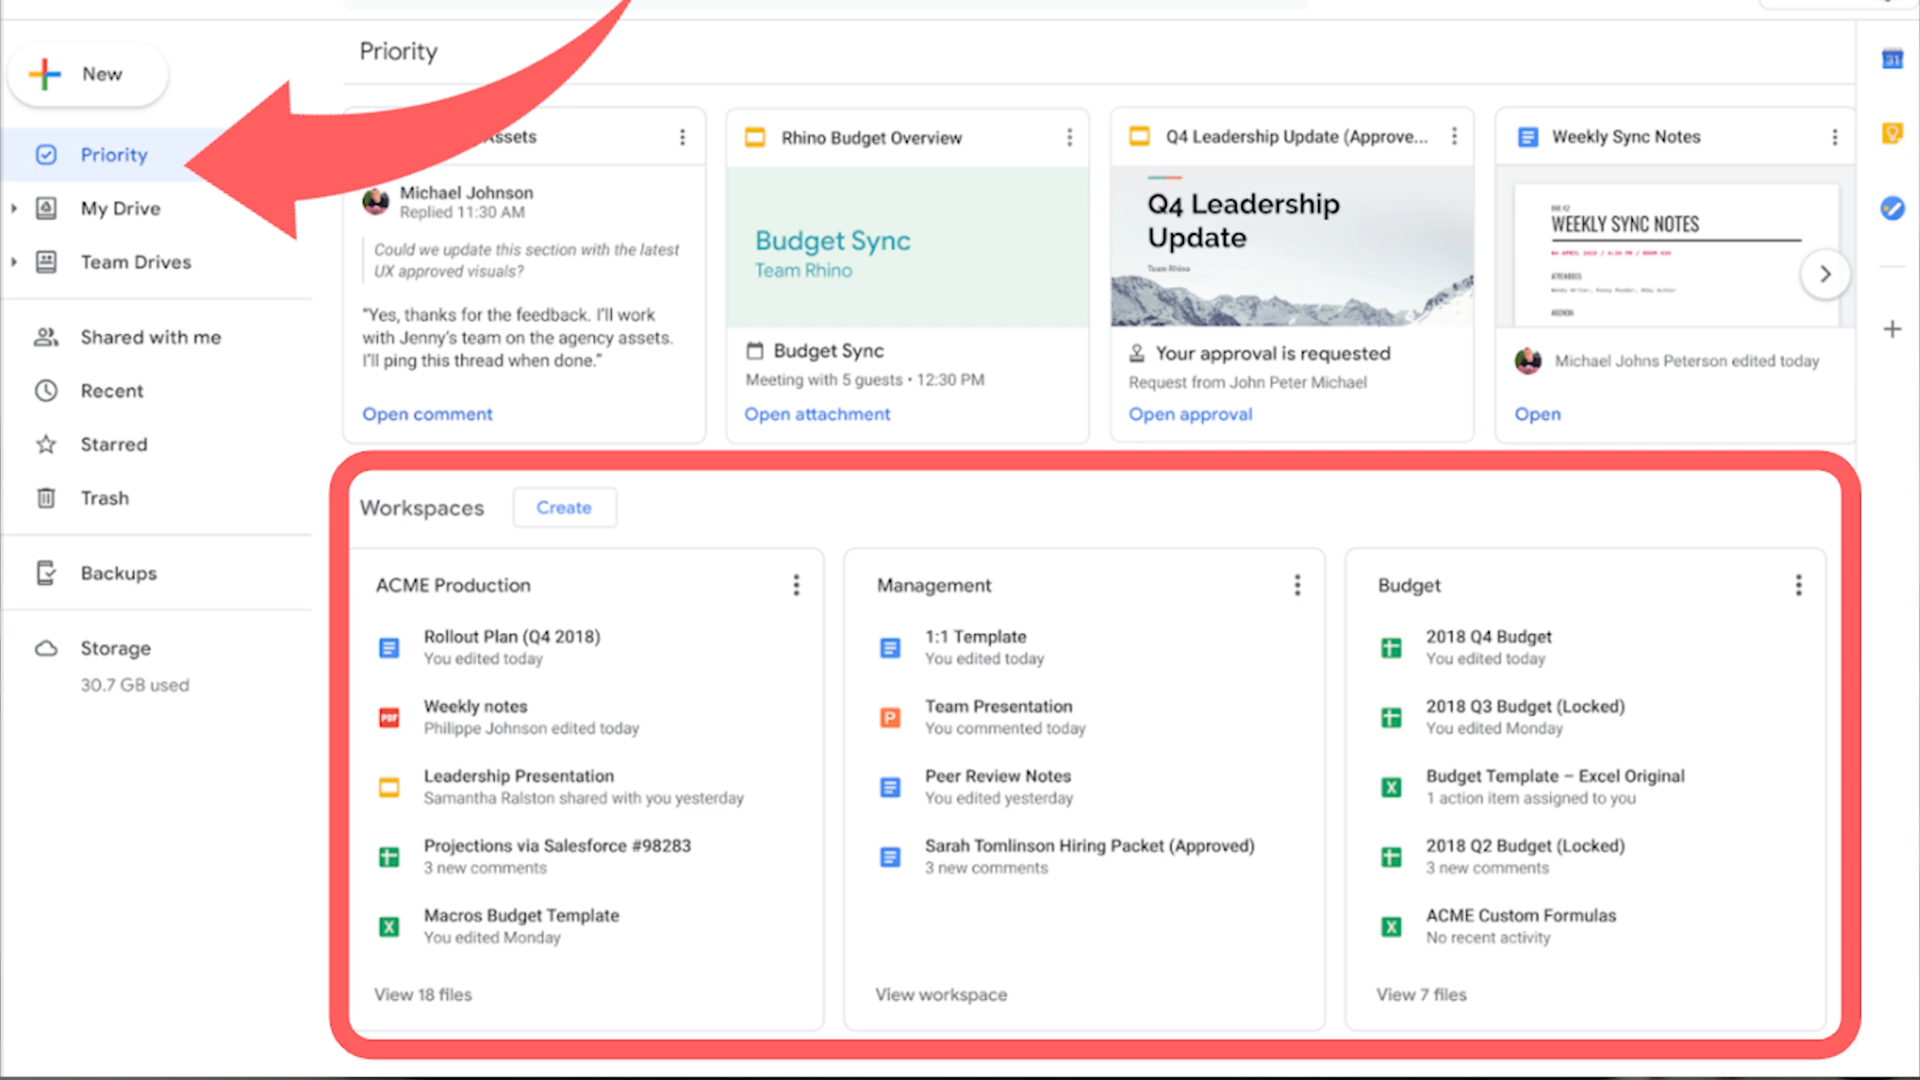 New
Priority
My Drive
Team Drives
Shared with me
Recent
Starred
Trash
Backups
Storage
30.7 GB used
Priority
Assets
Michael Johnson
Replied 11:30 AM
Could we update this section with the latest
UX approved visuals?
"Yes, thanks for the feedback. I'll work
with Jenny's team on the agency assets.
I'll ping this thread when done."
Open comment
Rhino Budget Overview
Budget Sync
Team Rhino
Budget Sync
Meeting with 5 guests • 12:30 PM
Open attachment
Q4 Leadership Update (Approve...
Q4 Leadership
Update
Team Rhino
Your approval is requested
Request from John Peter Michael
Open approval
Weekly Sync Notes
WEEKLY SYNC NOTES
ATTENDEES
AGENDA
Michael Johns Peterson edited today
Open
31
Workspaces
Create
ACME Production
Rollout Plan (Q4 2018)
You edited today
PDF
Weekly notes
Philippe Johnson edited today
Leadership Presentation
Samantha Ralston shared with you yesterday
Projections via Salesforce #98283
3 new comments
X
Macros Budget Template
You edited Monday
View 18 files
Management
1:1 Template
You edited today
P
Team Presentation
You commented today
Peer Review Notes
You edited yesterday
Sarah Tomlinson Hiring Packet (Approved)
3 new comments
View workspace
Budget
2018 Q4 Budget
You edited today
2018 Q3 Budget (Locked)
You edited Monday
X
Budget Template – Excel Original
1 action item assigned to you
2018 Q2 Budget (Locked)
3 new comments
X
ACME Custom Formulas
No recent activity
View 7 files